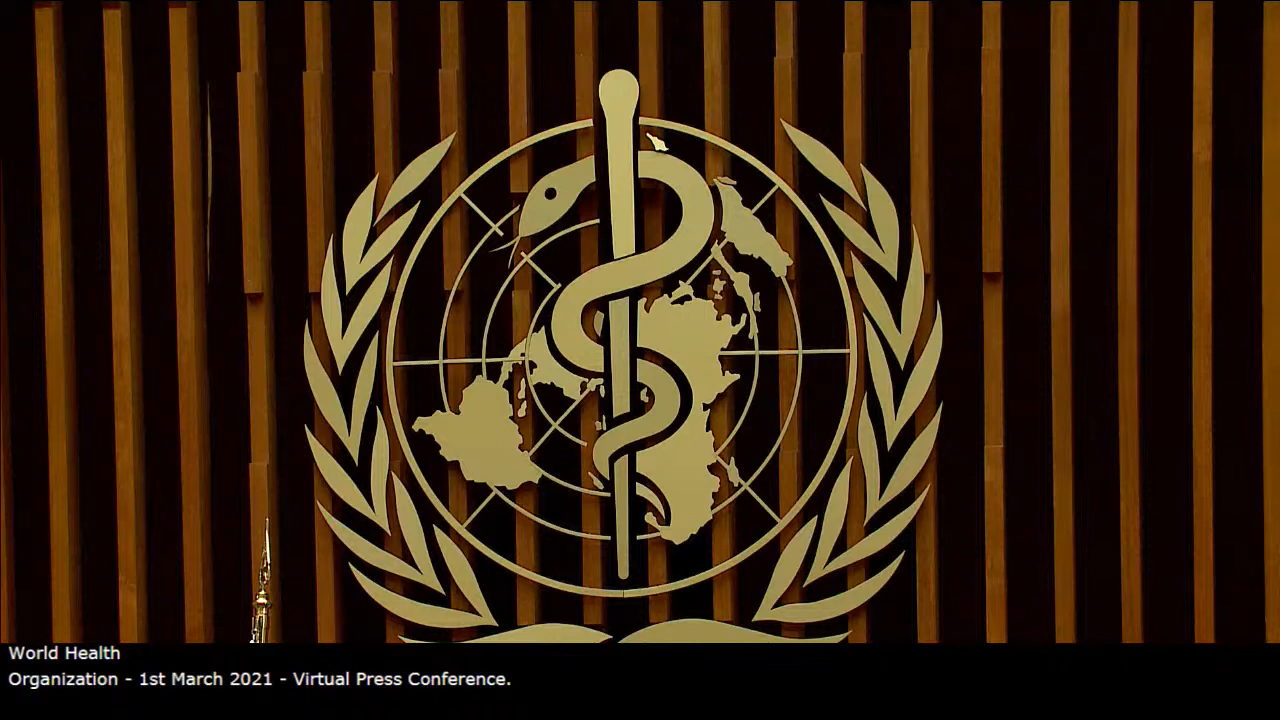 World Health
Organization - 1st March 2021 - Virtual Press Conference.